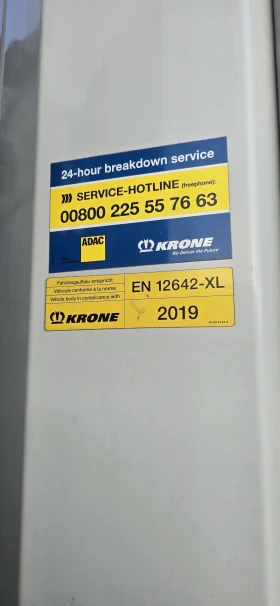 24-hour breakdown service
SERVICE-HOTLINE (freephone):
00800 225 55 76 63
ADAC
KRONE
We Deliver the Future
Fahrzeugaufbau entspricht
Véhicule conforme à la norme
Vehicle body in compliance with
EN 12642-XL
KRONE
2019